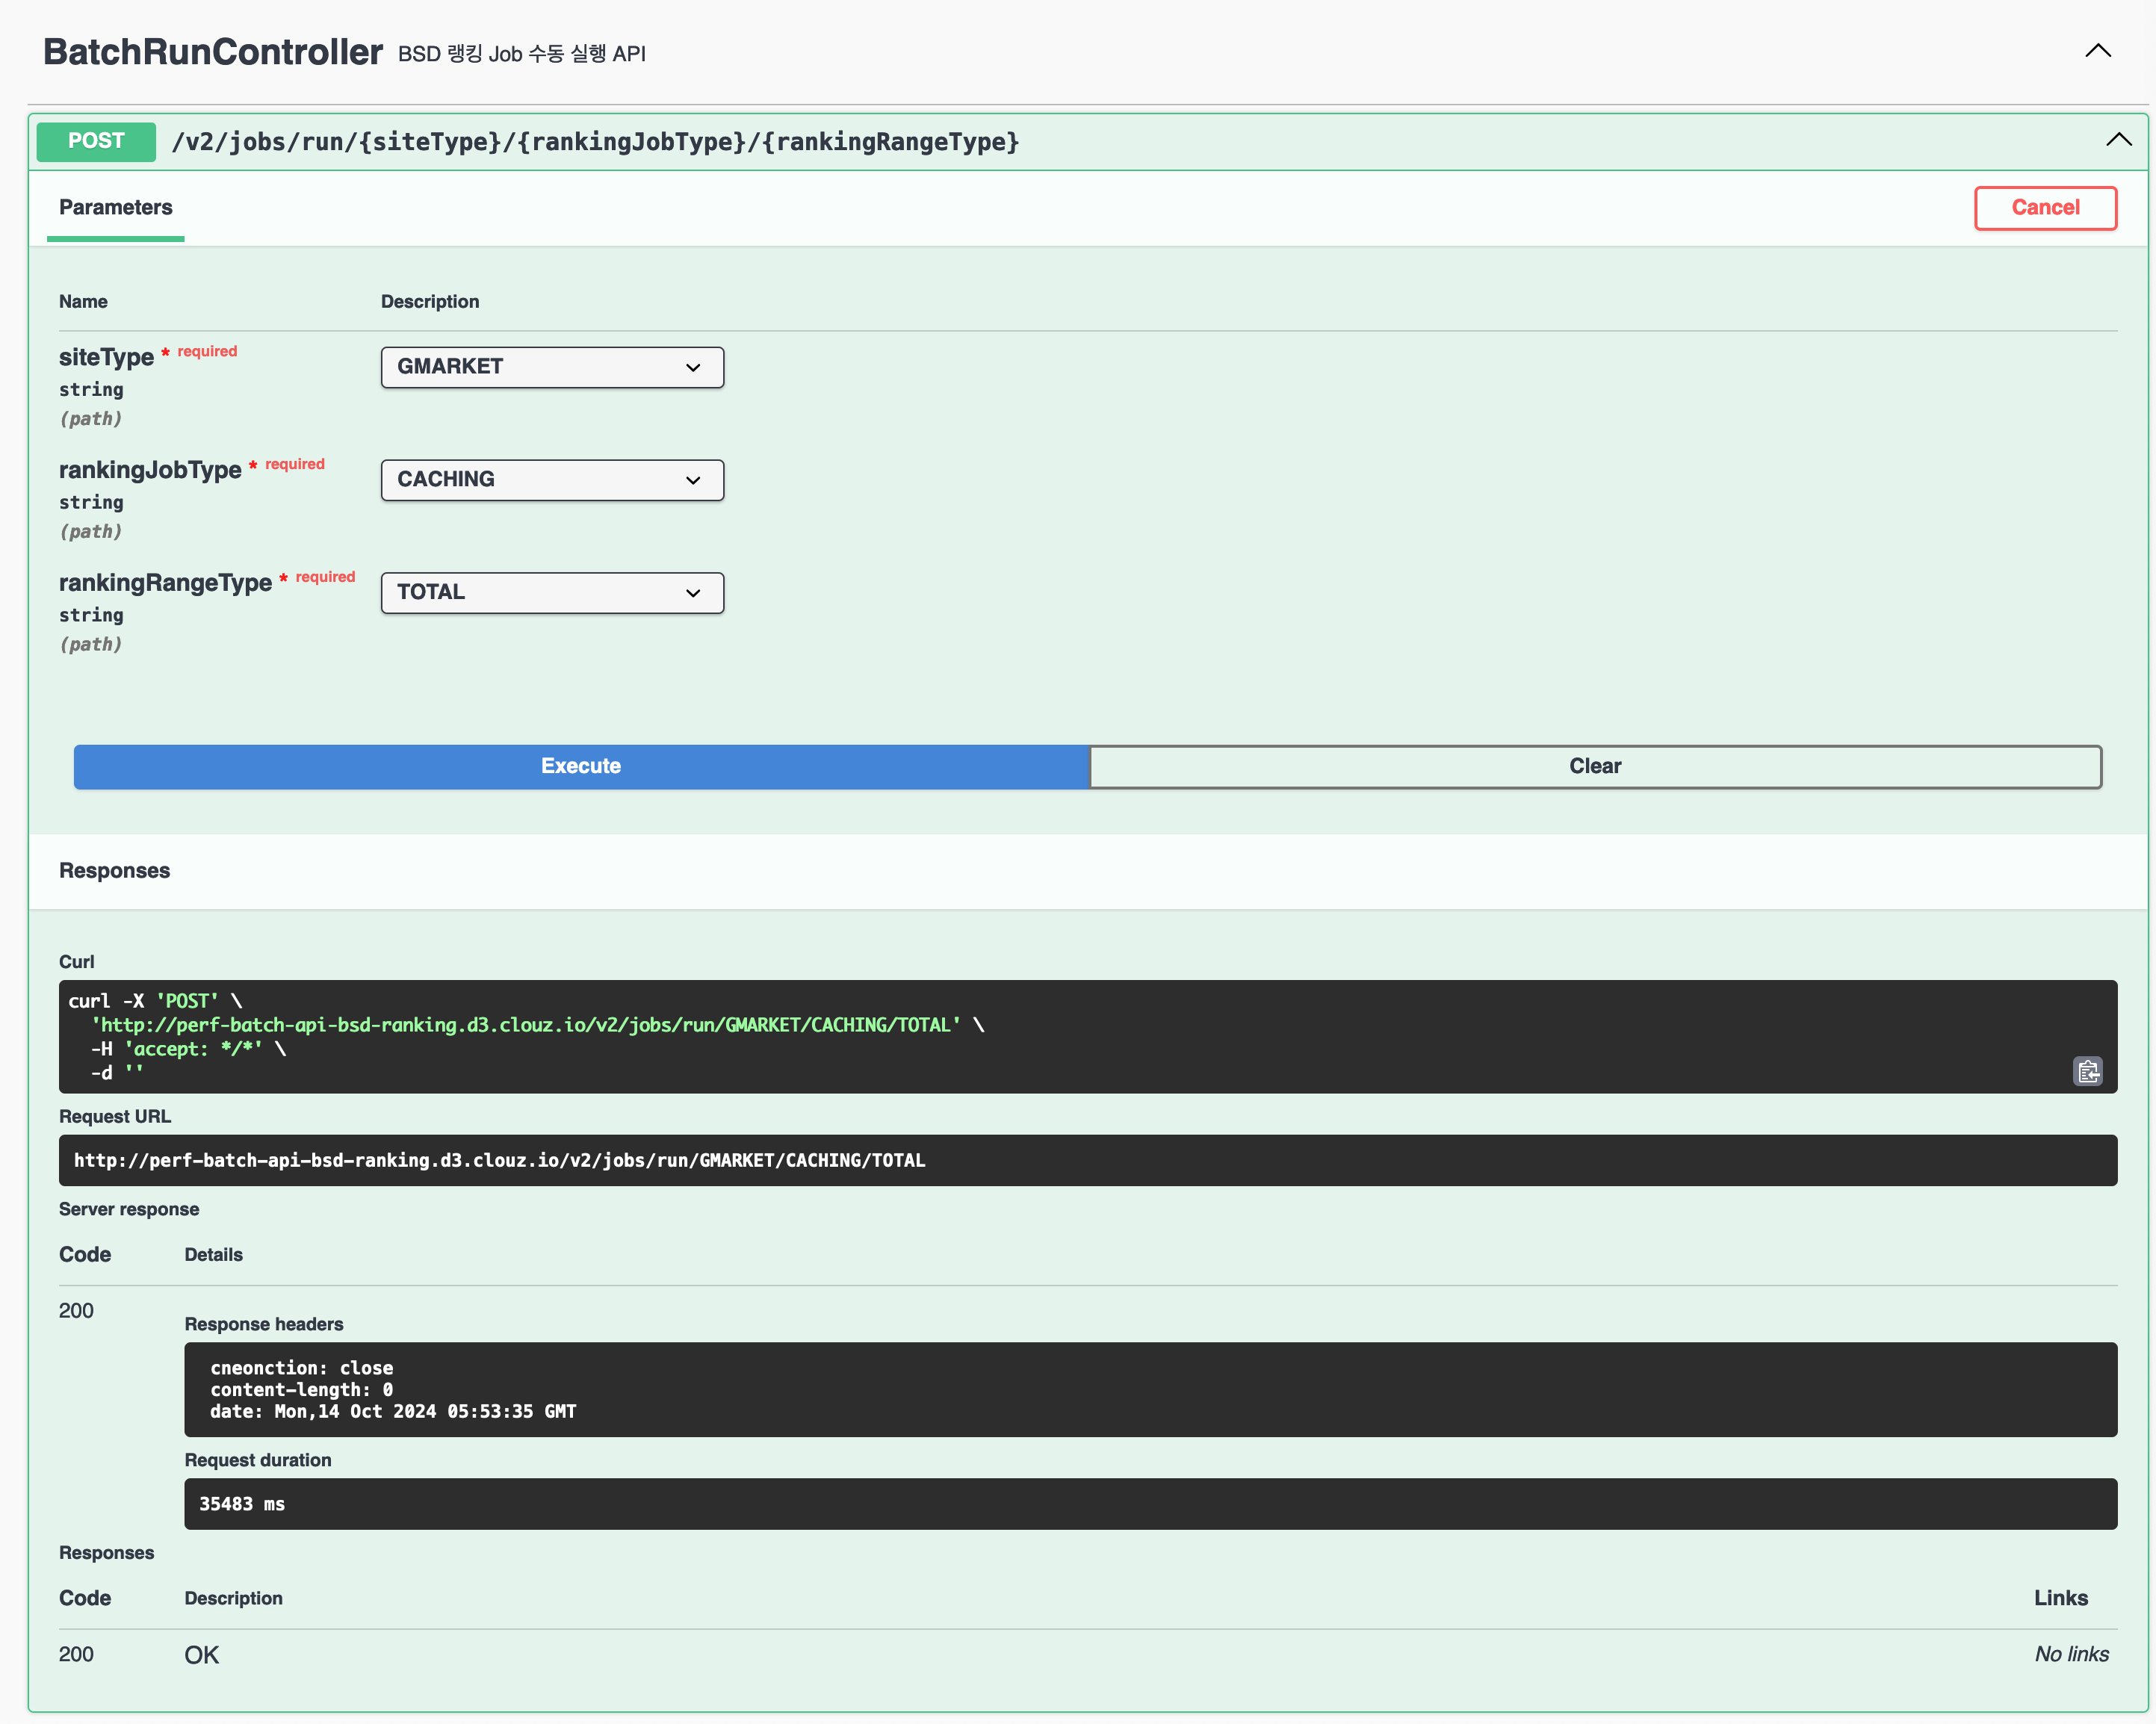 BatchRunController BSD 랭킹 Job 수동 실행 API
POST /v2/jobs/run/{siteType}/{rankingJobType}/{rankingRangeType}
Parameters Cancel
Name Description
siteType * required GMARKET
string
(path)
rankingJobType * required CACHING
string
(path)
rankingRangeType * required TOTAL
string
(path)
Execute Clear
Responses
Curl
curl -X 'POST' \
'http://perf-batch-api-bsd-ranking.d3.clouz.io/v2/jobs/run/GMARKET/CACHING/TOTAL' \
-H 'accept: */*' \
-d ''
Request URL
http://perf-batch-api-bsd-ranking.d3.clouz.io/v2/jobs/run/GMARKET/CACHING/TOTAL
Server response
Code Details
200
Response headers
cneonction: close
content-length: 0
date: Mon,14 Oct 2024 05:53:35 GMT
Request duration
35483 ms
Responses
Code Description Links
200 OK No links